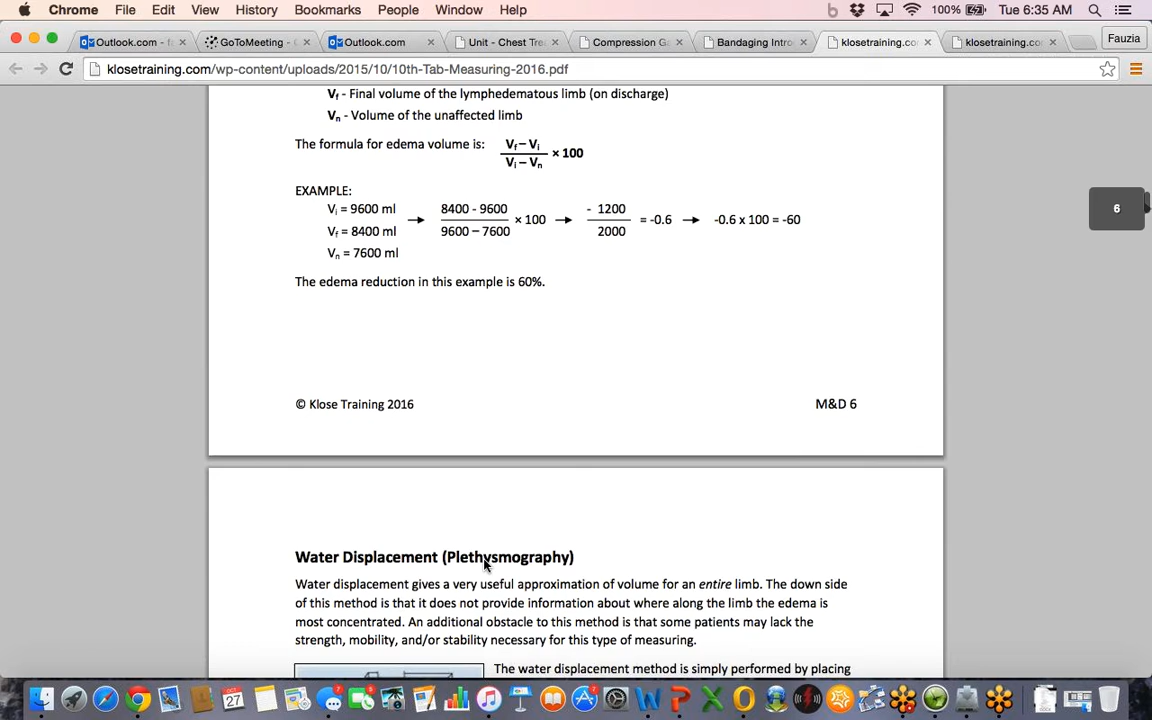 Chrome File Edit View History Bookmarks People Window Help 100% Tue 6:35 AM
Outlook.com - f GoToMeeting - Outlook.com Unit - Chest Tre Compression Ga Bandaging Intro klosetraining.co klosetraining.co Fauzia
klosetraining.com/wp-content/uploads/2015/10/10th-Tab-Measuring-2016.pdf
Vf - Final volume of the lymphedematous limb (on discharge)
Vn - Volume of the unaffected limb
The formula for edema volume is: Vf – Vi / Vi – Vn × 100
EXAMPLE:
Vi = 9600 ml
Vf = 8400 ml
Vn = 7600 ml
→ 8400 - 9600 / 9600 – 7600 × 100 → - 1200 / 2000 = -0.6 → -0.6 x 100 = -60
The edema reduction in this example is 60%.
6
© Klose Training 2016 M&D 6
Water Displacement (Plethysmography)
Water displacement gives a very useful approximation of volume for an entire limb. The down side
of this method is that it does not provide information about where along the limb the edema is
most concentrated. An additional obstacle to this method is that some patients may lack the
strength, mobility, and/or stability necessary for this type of measuring.
The water displacement method is simply performed by placing